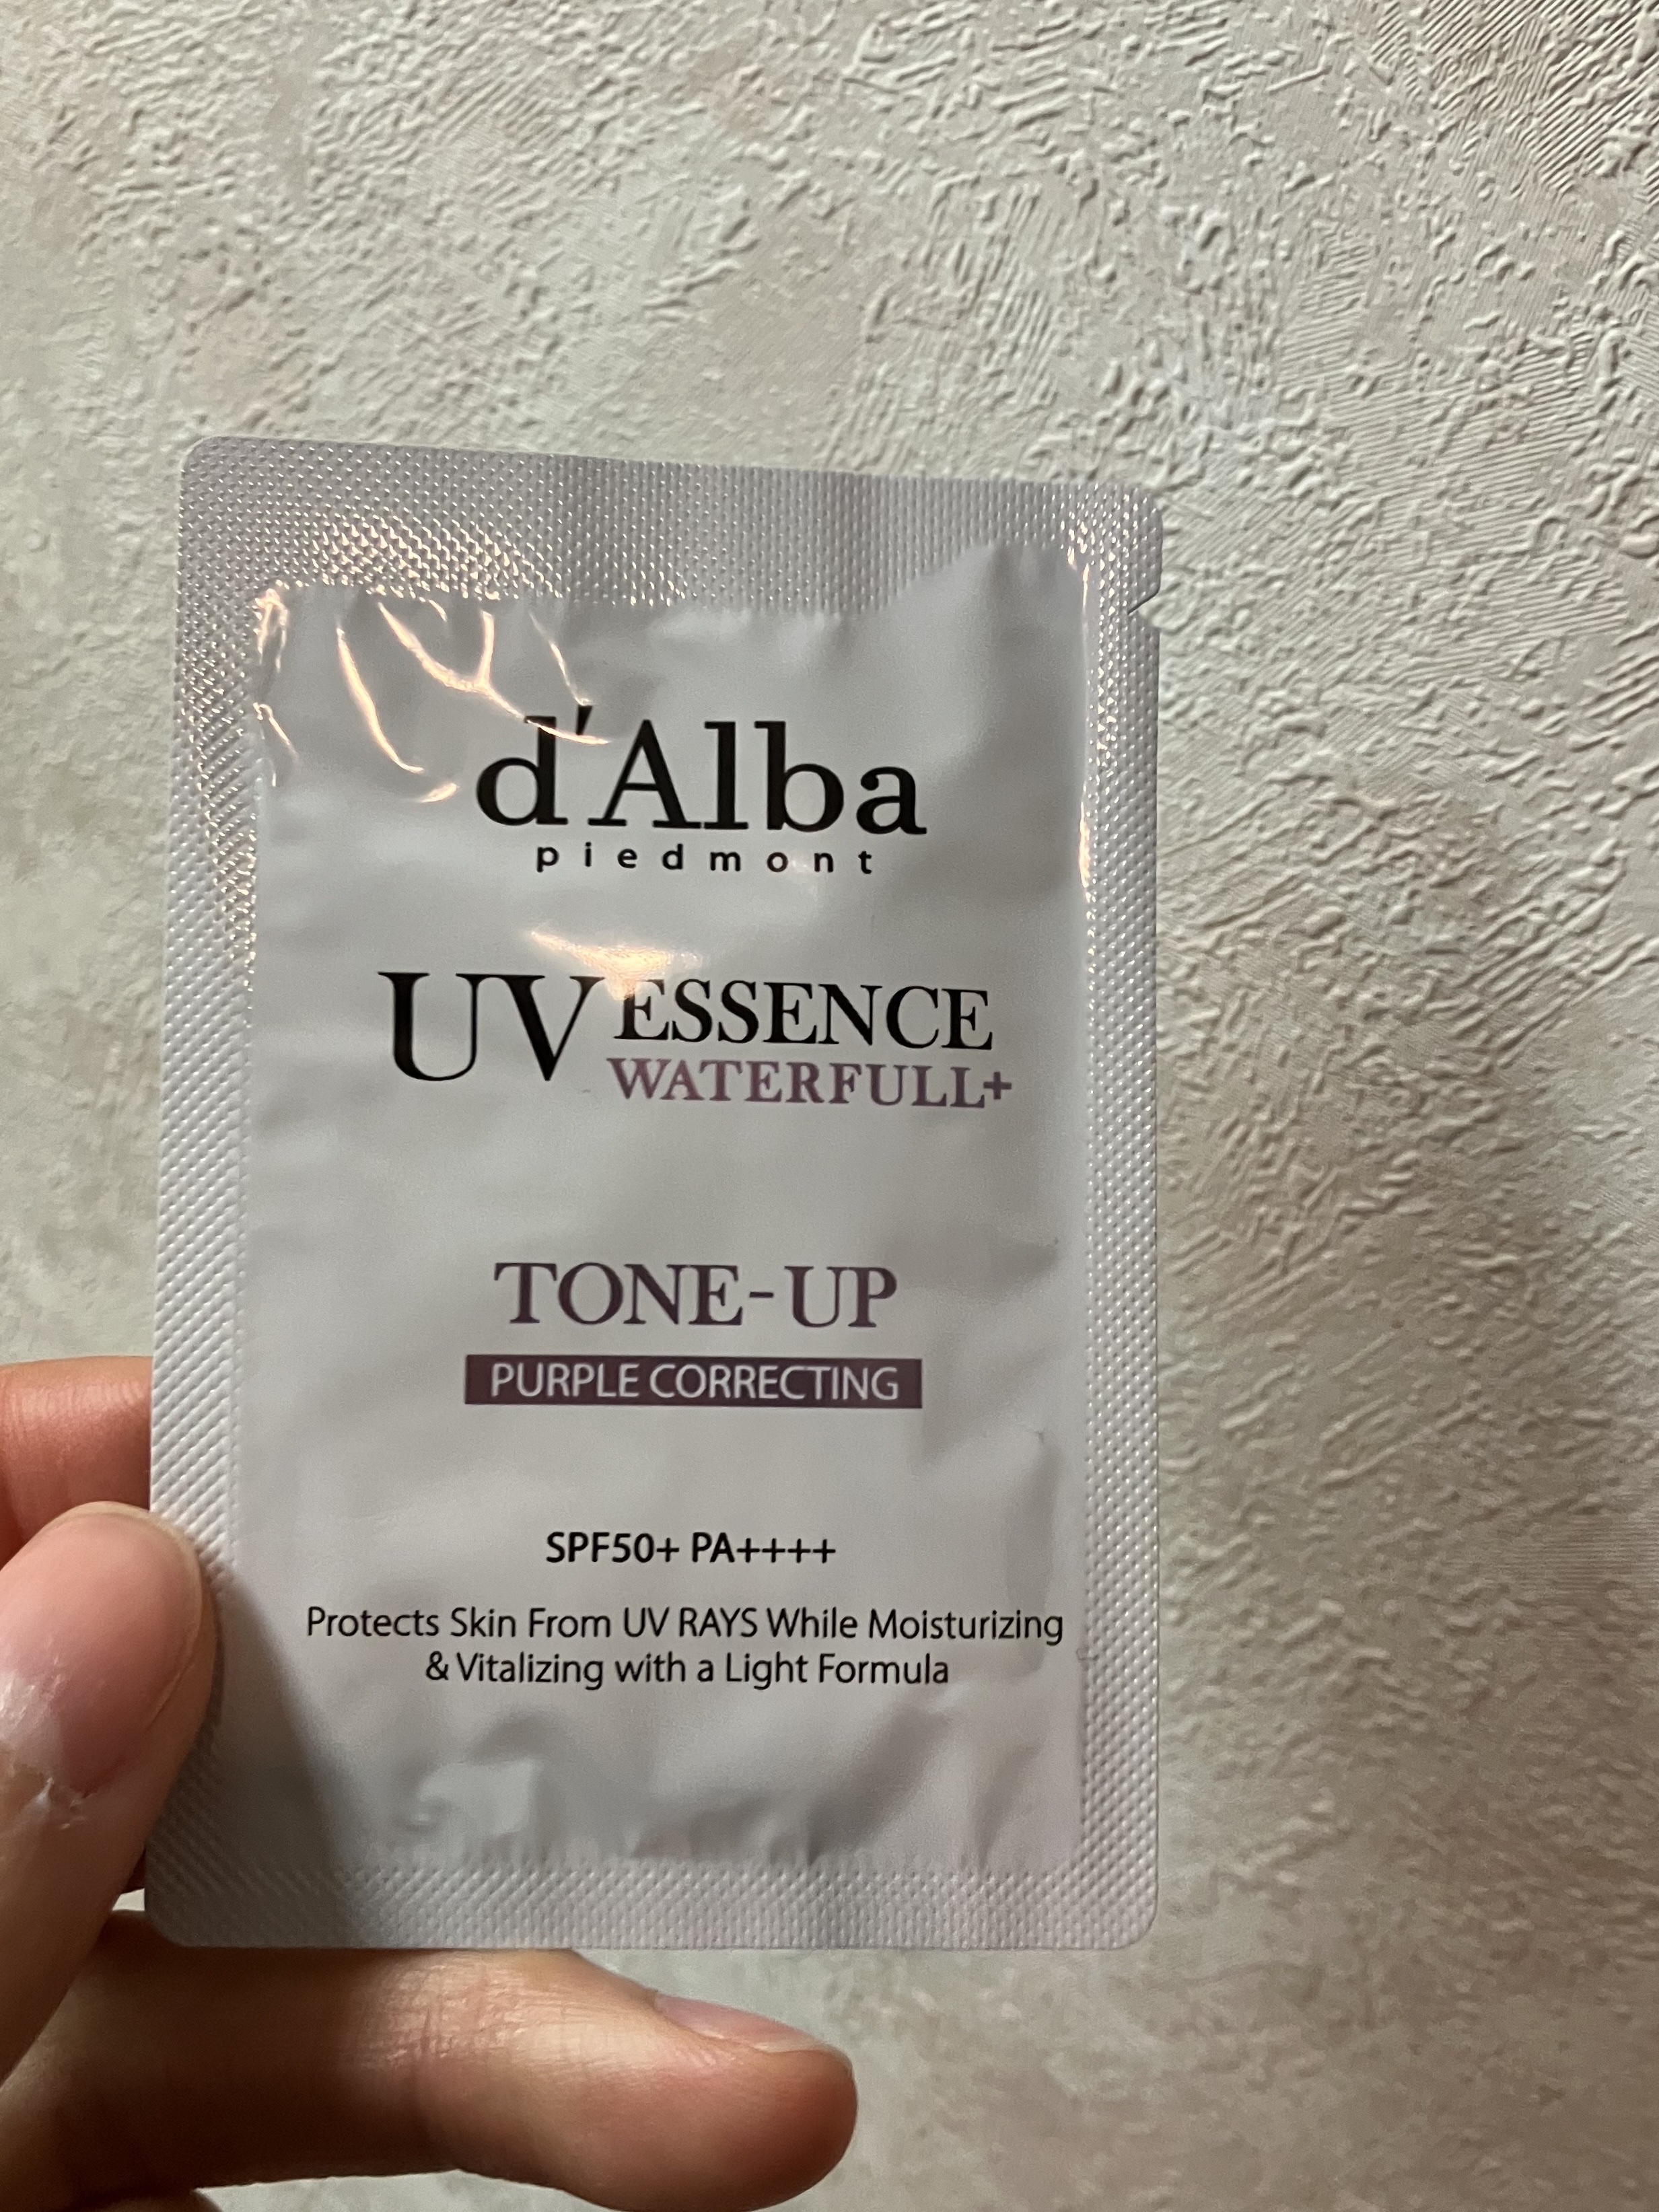 d'Alba
piedmont
UV ESSENCE
WATERFULL+
TONE-UP
PURPLE CORRECTING
SPF50+ PA++++
Protects Skin From UV RAYS While Moisturizing
& Vitalizing with a Light Formula